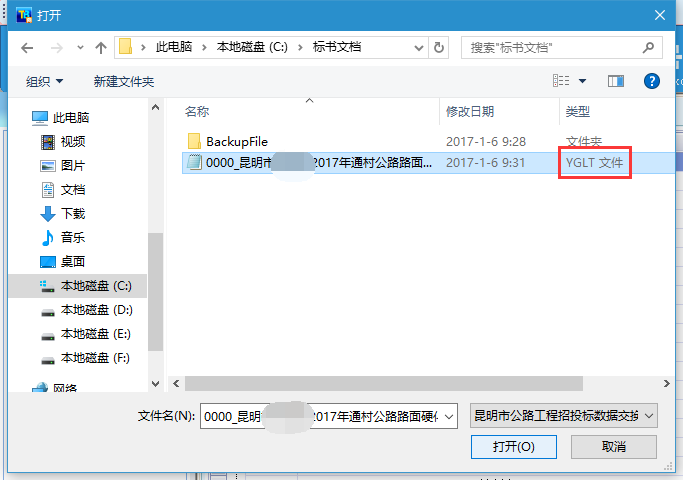 打开
此电脑 > 本地磁盘 (C:) > 标书文档
搜索"标书文档"
组织
新建文件夹
名称
修改日期
类型
BackupFile
2017-1-6 9:28
文件夹
0000_昆明市
2017年通村公路路面...
2017-1-6 9:31
YGLT 文件
此电脑
视频
图片
文档
下载
音乐
桌面
本地磁盘 (C:)
本地磁盘 (D:)
本地磁盘 (E:)
本地磁盘 (F:)
网络
文件名(N):
0000_昆明
2017年通村公路路面硬
昆明市公路工程招投标数据交
打开(O)
取消